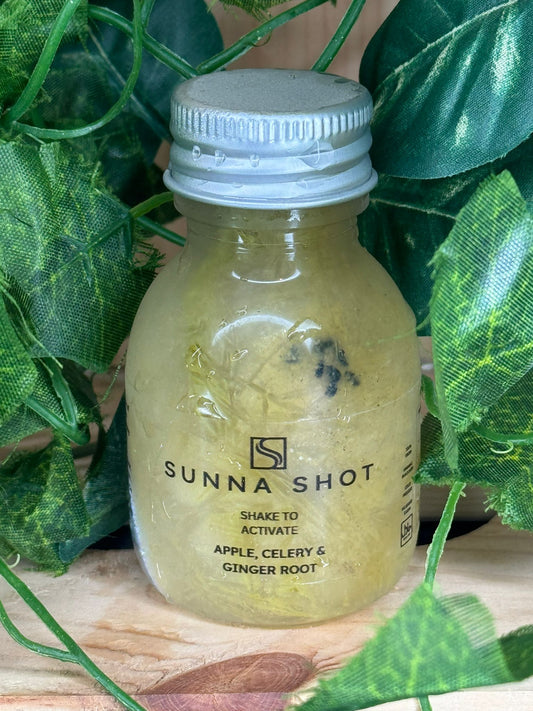 SUNNA SHOT
SHAKE TO
ACTIVATE
APPLE, CELERY &
GINGER ROOT